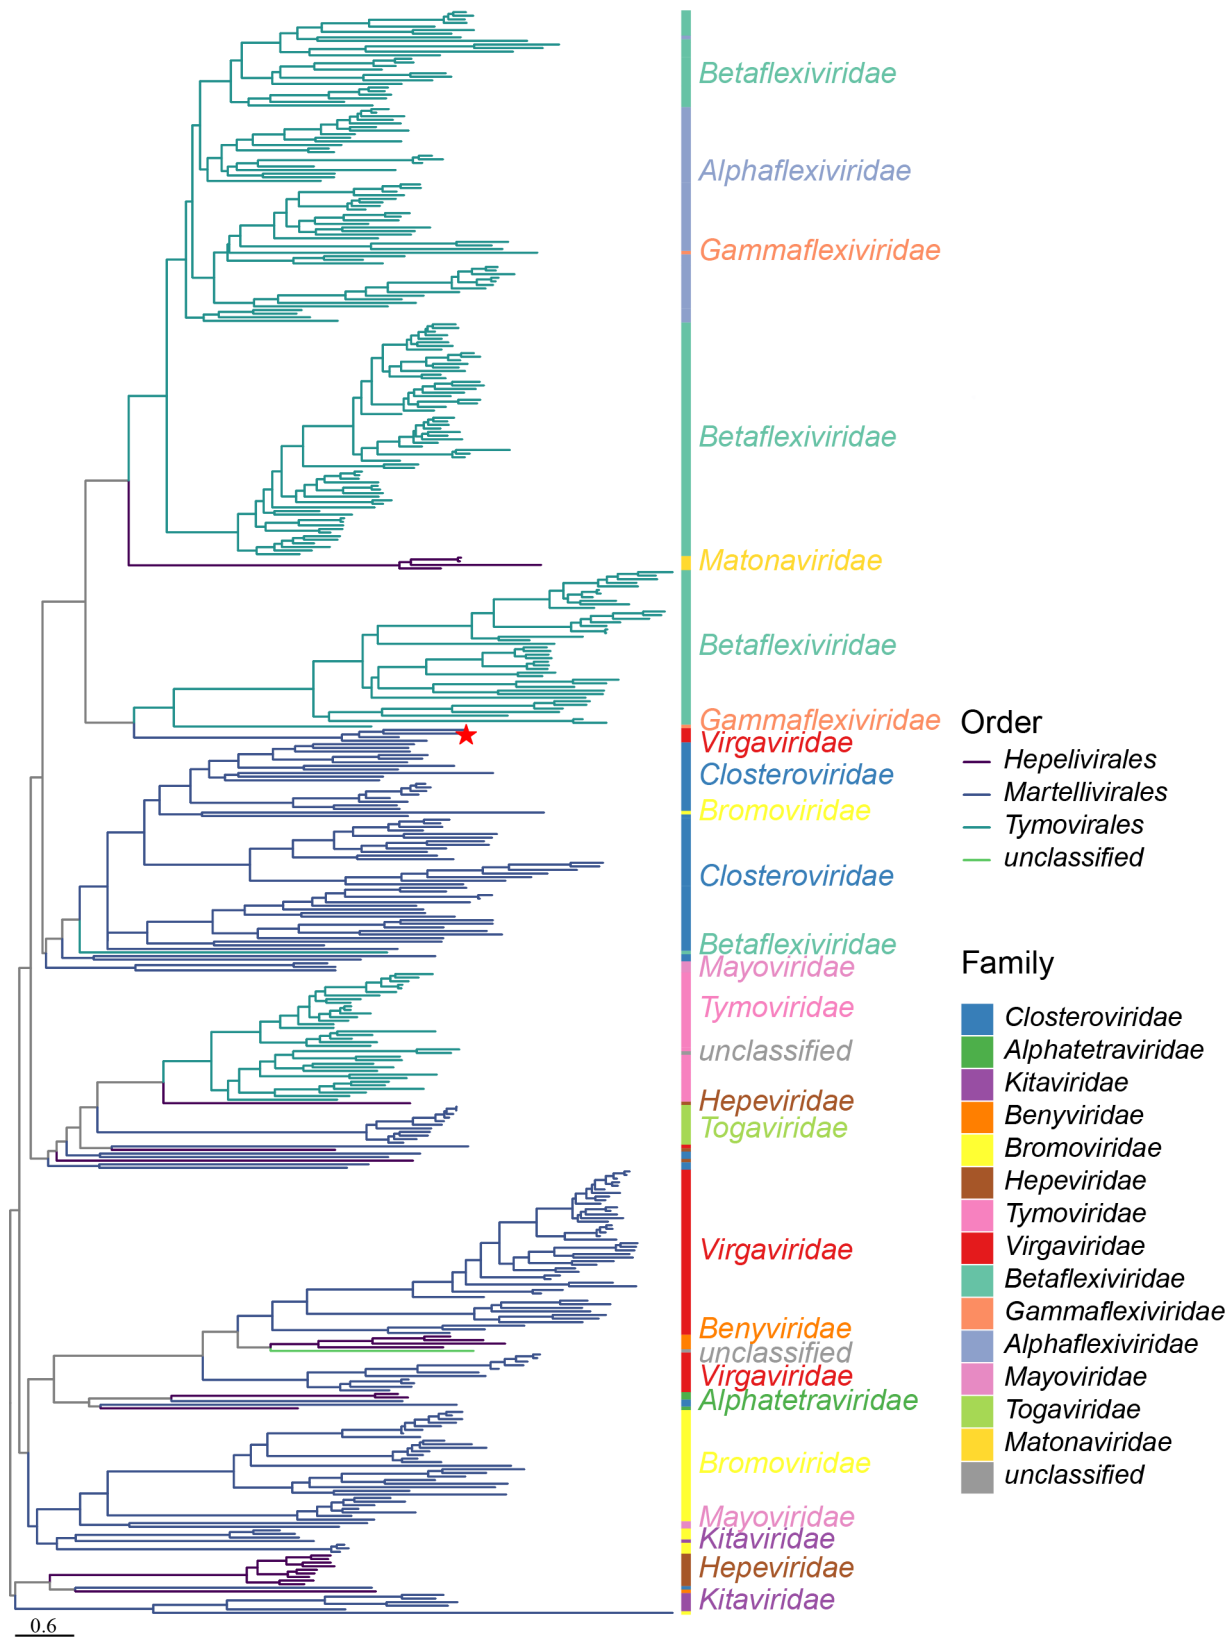 Betaflexiviridae
Alphaflexiviridae
Gammaflexiviridae
Betaflexiviridae
Matonaviridae
Betaflexiviridae
Gammaflexiviridae
Virgaviridae
Closteroviridae
Bromoviridae
Closteroviridae
Betaflexiviridae
Mayoviridae
Tymoviridae
unclassified
Hepeviridae
Togaviridae
Virgaviridae
Benyviridae
unclassified
Virgaviridae
Alphatetraviridae
Bromoviridae
Mayoviridae
Kitaviridae
Hepeviridae
Kitaviridae
0.6
Order
Hepelivirales
Martellivirales
Tymovirales
unclassified
Family
Closteroviridae
Alphatetraviridae
Kitaviridae
Benyviridae
Bromoviridae
Hepeviridae
Tymoviridae
Virgaviridae
Betaflexiviridae
Gammaflexiviridae
Alphaflexiviridae
Mayoviridae
Togaviridae
Matonaviridae
unclassified